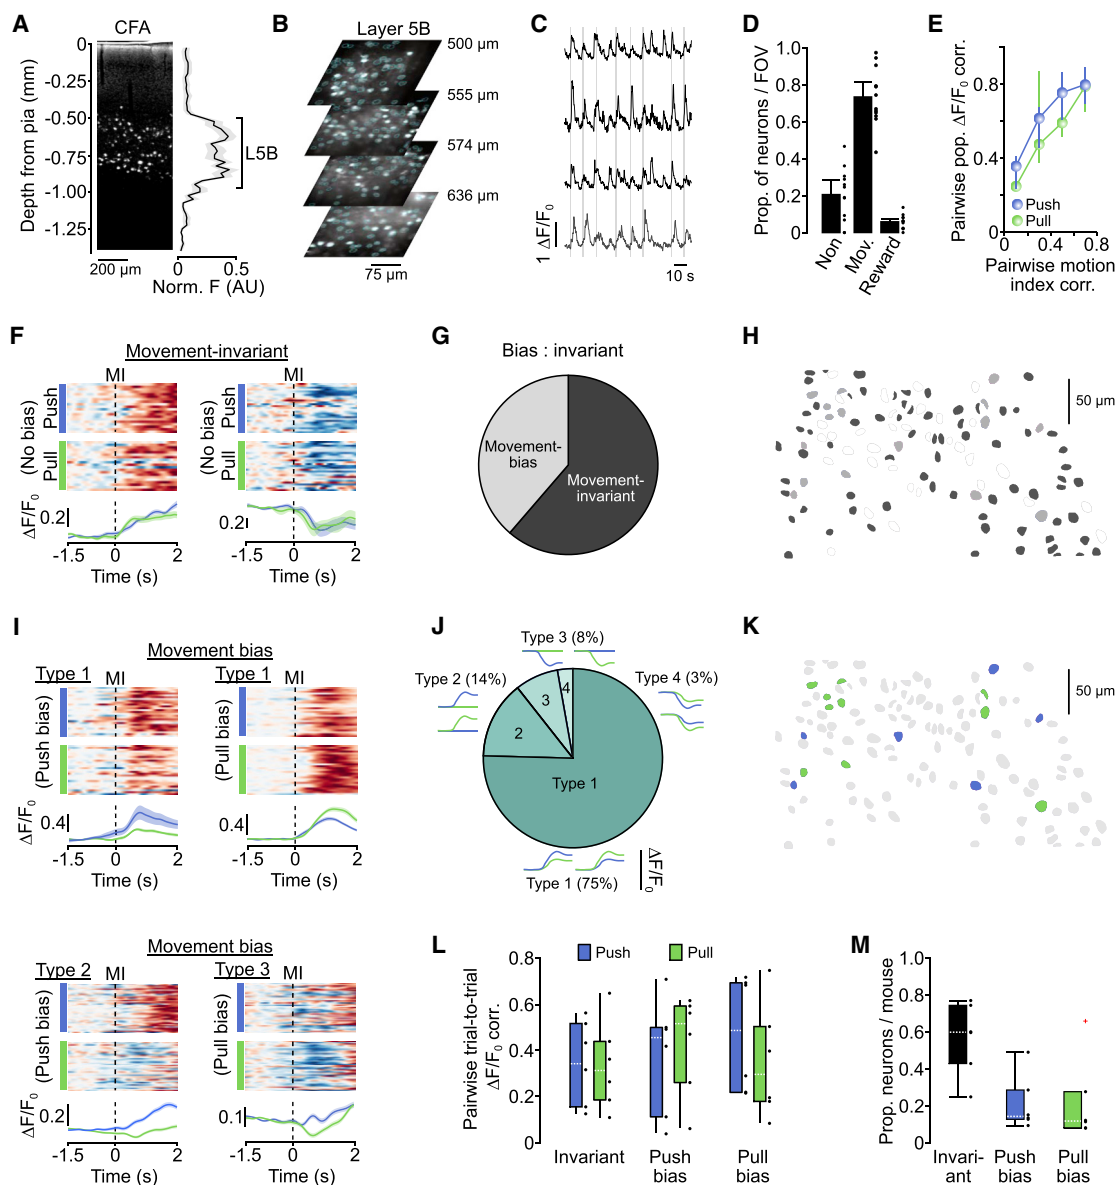 A
CFA
Depth from pia (mm)
0
-0.25
-0.50
-0.75
-1.00
-1.25
L5B
200 µm
0
0.5
Norm. F (AU)
B
Layer 5B
500 µm
555 µm
574 µm
636 µm
75 µm
C
1 ΔF/F0
10 s
D
Prop. of neurons / FOV
1.0
0.8
0.6
0.4
0.2
0
Non
Mov.
Reward
E
Pairwise pop. ΔF/F0 corr.
0.8
0.4
0
Push
Pull
0
0.4
0.8
Pairwise motion
index corr.
F
Movement-invariant
MI
MI
(No bias)
Push
Pull
(No bias)
Push
Pull
ΔF/F0
0.2
0.2
-1.5
0
2
-1.5
0
2
Time (s)
Time (s)
G
Bias : invariant
Movement-
bias
Movement-
invariant
H
50 µm
I
Movement bias
Type 1
MI
Type 1
MI
(Push bias)
(Pull bias)
ΔF/F0
0.4
0.4
-1.5
0
2
-1.5
0
2
Time (s)
Time (s)
Movement bias
Type 2
MI
Type 3
MI
(Push bias)
(Pull bias)
ΔF/F0
0.2
0.1
-1.5
0
2
-1.5
0
2
Time (s)
Time (s)
J
Type 3 (8%)
Type 2 (14%)
Type 4 (3%)
2
3
4
Type 1
Type 1 (75%)
ΔF/F0
K
50 µm
L
Push
Pull
Pairwise trial-to-trial
ΔF/F0 corr.
0.8
0.6
0.4
0.2
0
Invariant
Push
bias
Pull
bias
M
Prop. neurons / mouse
1.0
0.8
0.6
0.4
0.2
0
Invari-
ant
Push
bias
Pull
bias